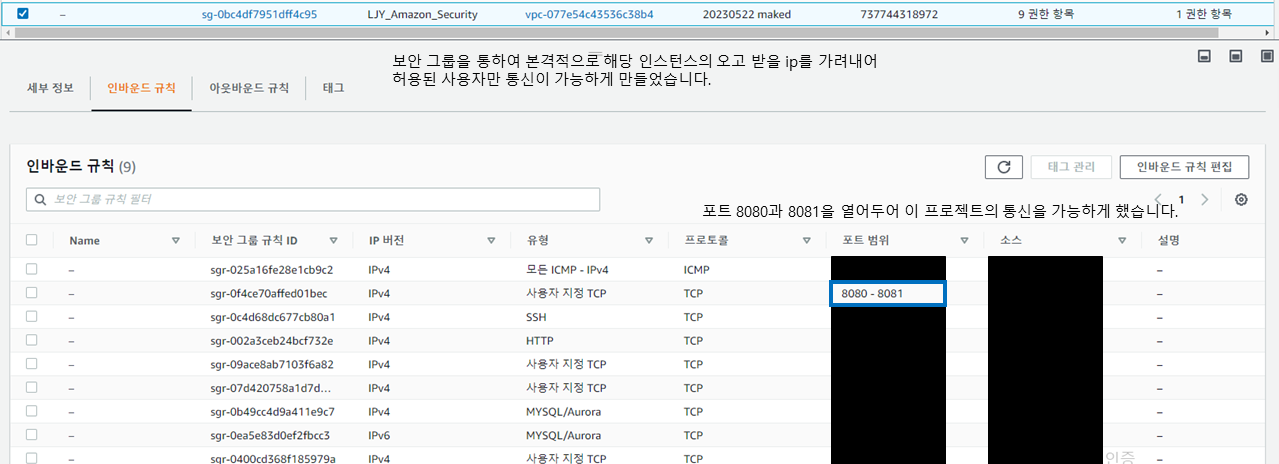 sg-0bc4df7951dff4c95 LJY_Amazon_Security vpc-077e54c43536c38b4 20230522 maked 737744318972 9 권한 항목 1 권한 항목
보안 그룹을 통하여 본격적으로 해당 인스턴스의 오고 받을 ip를 가려내어
허용된 사용자만 통신이 가능하게 만들었습니다.
세부 정보 인바운드 규칙 아웃바운드 규칙 태그
인바운드 규칙 (9) 태그 관리 인바운드 규칙 편집
보안 그룹 규칙 필터 1
포트 8080과 8081을 열어두어 이 프로젝트의 통신을 가능하게 했습니다.
Name 보안 그룹 규칙 ID IP 버전 유형 프로토콜 포트 범위 소스 설명
– sgr-025a16fe28e1cb9c2 IPv4 모든 ICMP - IPv4 ICMP –
– sgr-0f4ce70affed01bec IPv4 사용자 지정 TCP TCP 8080 - 8081 –
– sgr-0c4d68dc677cb80a1 IPv4 SSH TCP –
– sgr-002a3ceb24bcf732e IPv4 HTTP TCP –
– sgr-09ace8ab7103f6a82 IPv4 사용자 지정 TCP TCP –
– sgr-07d420758a1d7d... IPv4 사용자 지정 TCP TCP –
– sgr-0b49cc4d9a411e9c7 IPv4 MYSQL/Aurora TCP –
– sgr-0ea5e83d0ef2fbcc3 IPv6 MYSQL/Aurora TCP –
– sgr-0400cd368f185979a IPv4 사용자 지정 TCP TCP –
인증